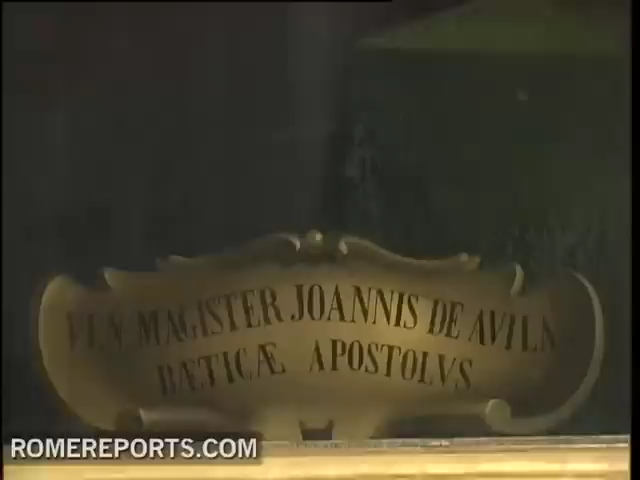 VEN. MAGISTER JOANNIS DE AVILA
BÆTICÆ APOSTOLVS
ROMEREPORTS.COM